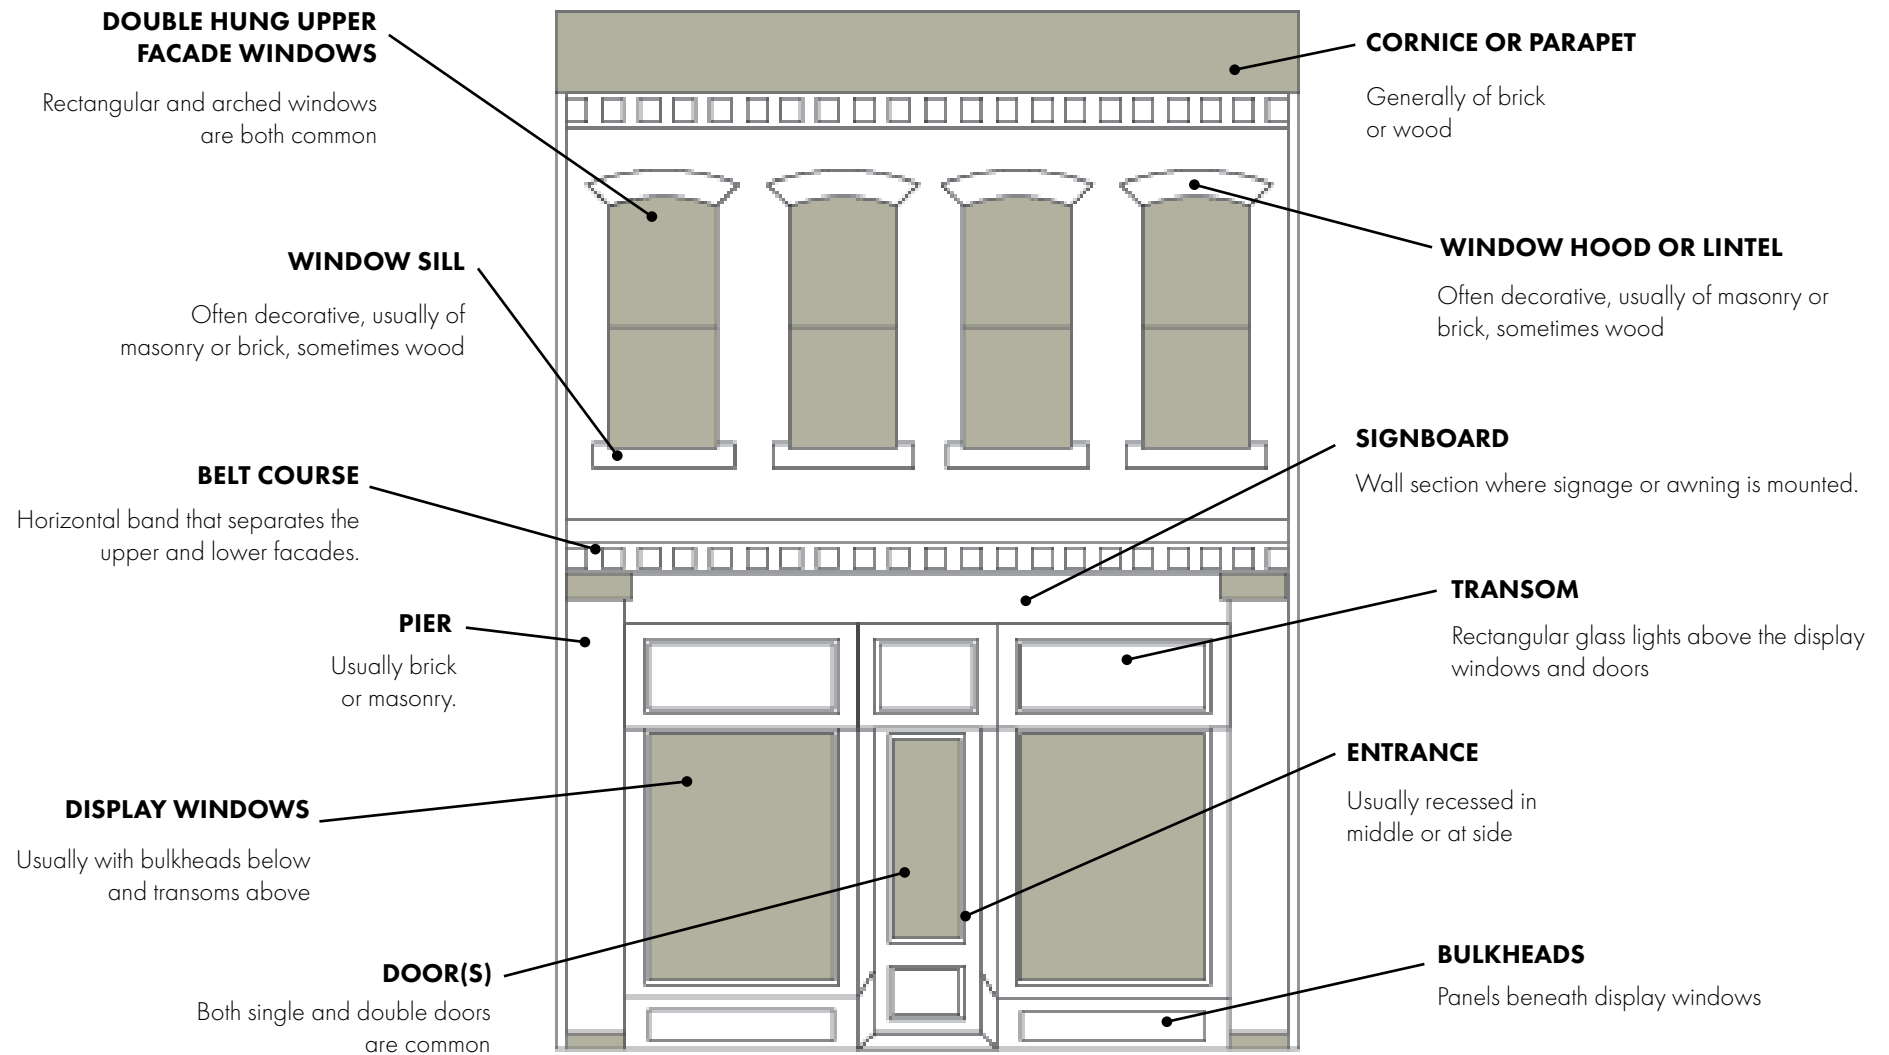 DOUBLE HUNG UPPER
FACADE WINDOWS
Rectangular and arched windows
are both common
WINDOW SILL
Often decorative, usually of
masonry or brick, sometimes wood
BELT COURSE
Horizontal band that separates the
upper and lower facades.
PIER
Usually brick
or masonry.
DISPLAY WINDOWS
Usually with bulkheads below
and transoms above
DOOR(S)
Both single and double doors
are common
CORNICE OR PARAPET
Generally of brick
or wood
WINDOW HOOD OR LINTEL
Often decorative, usually of masonry or
brick, sometimes wood
SIGNBOARD
Wall section where signage or awning is mounted.
TRANSOM
Rectangular glass lights above the display
windows and doors
ENTRANCE
Usually recessed in
middle or at side
BULKHEADS
Panels beneath display windows